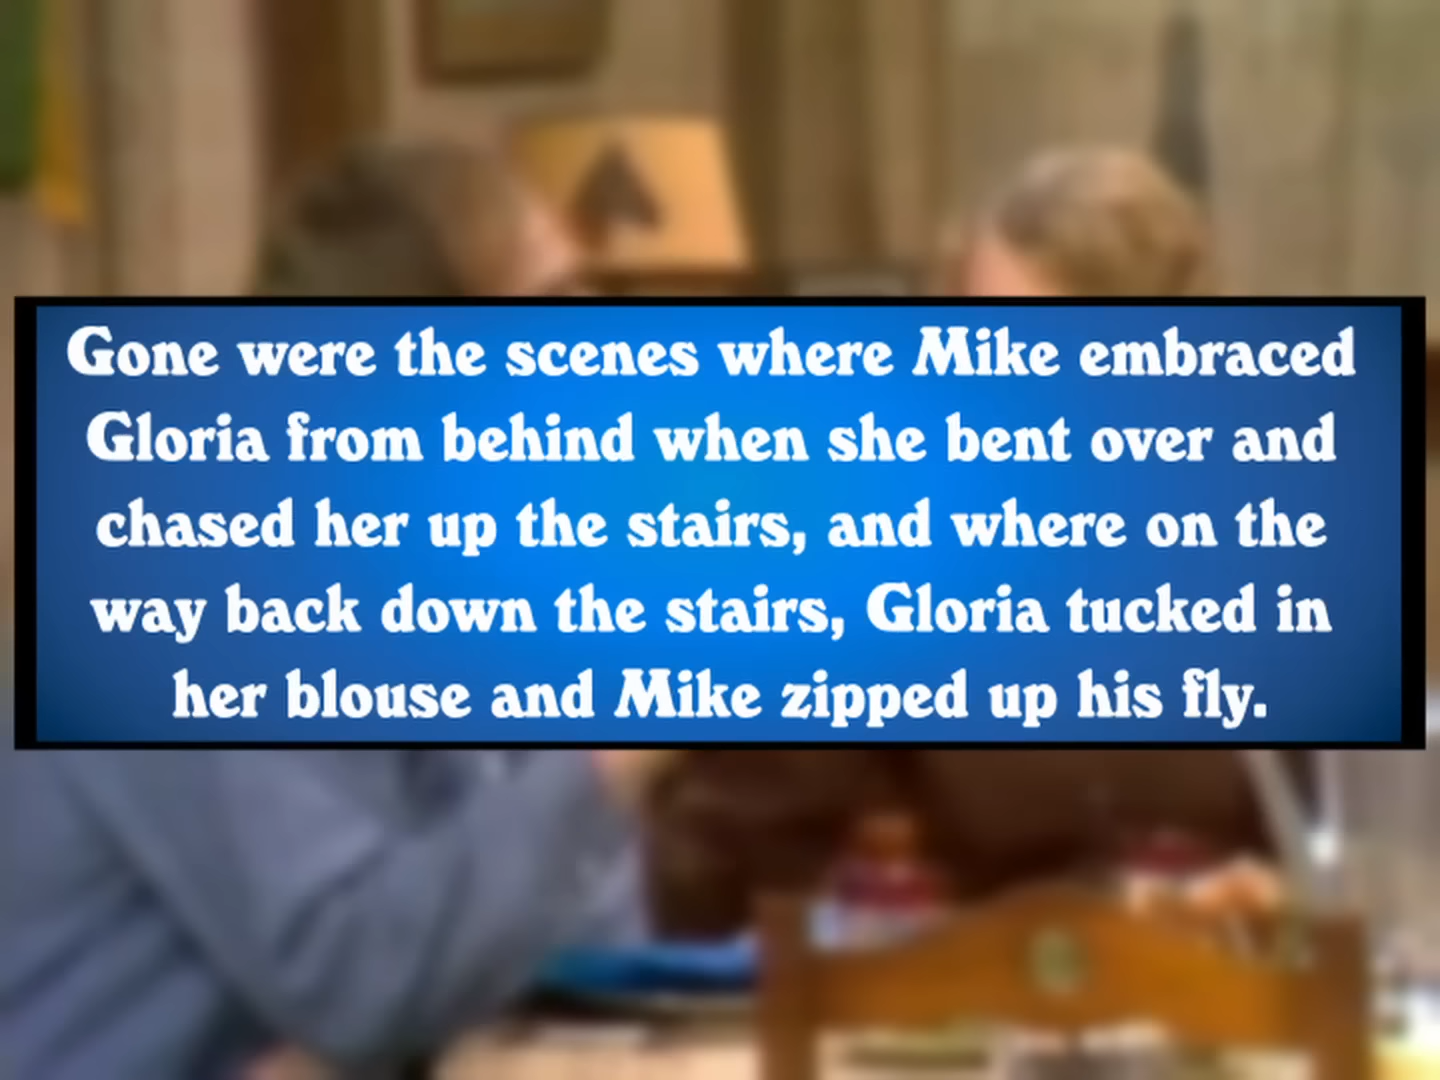 Gone were the scenes where Mike embraced
Gloria from behind when she bent over and
chased her up the stairs, and where on the
way back down the stairs, Gloria tucked in
her blouse and Mike zipped up his fly.